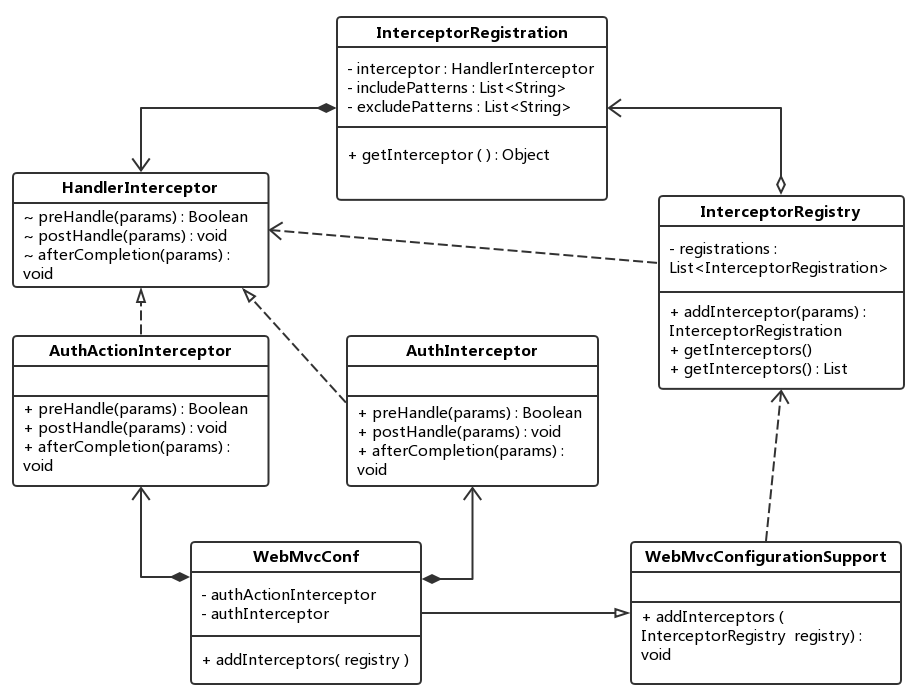 InterceptorRegistration
- interceptor : HandlerInterceptor
- includePatterns : List<String>
- excludePatterns : List<String>
+ getInterceptor ( ) : Object
HandlerInterceptor
~ preHandle(params) : Boolean
~ postHandle(params) : void
~ afterCompletion(params) :
void
InterceptorRegistry
- registrations :
List<InterceptorRegistration>
+ addInterceptor(params) :
InterceptorRegistration
+ getInterceptors()
+ getInterceptors() : List
AuthActionInterceptor
+ preHandle(params) : Boolean
+ postHandle(params) : void
+ afterCompletion(params) :
void
AuthInterceptor
+ preHandle(params) : Boolean
+ postHandle(params) : void
+ afterCompletion(params) :
void
WebMvcConf
- authActionInterceptor
- authInterceptor
+ addInterceptors( registry )
WebMvcConfigurationSupport
+ addInterceptors (
InterceptorRegistry  registry) :
void